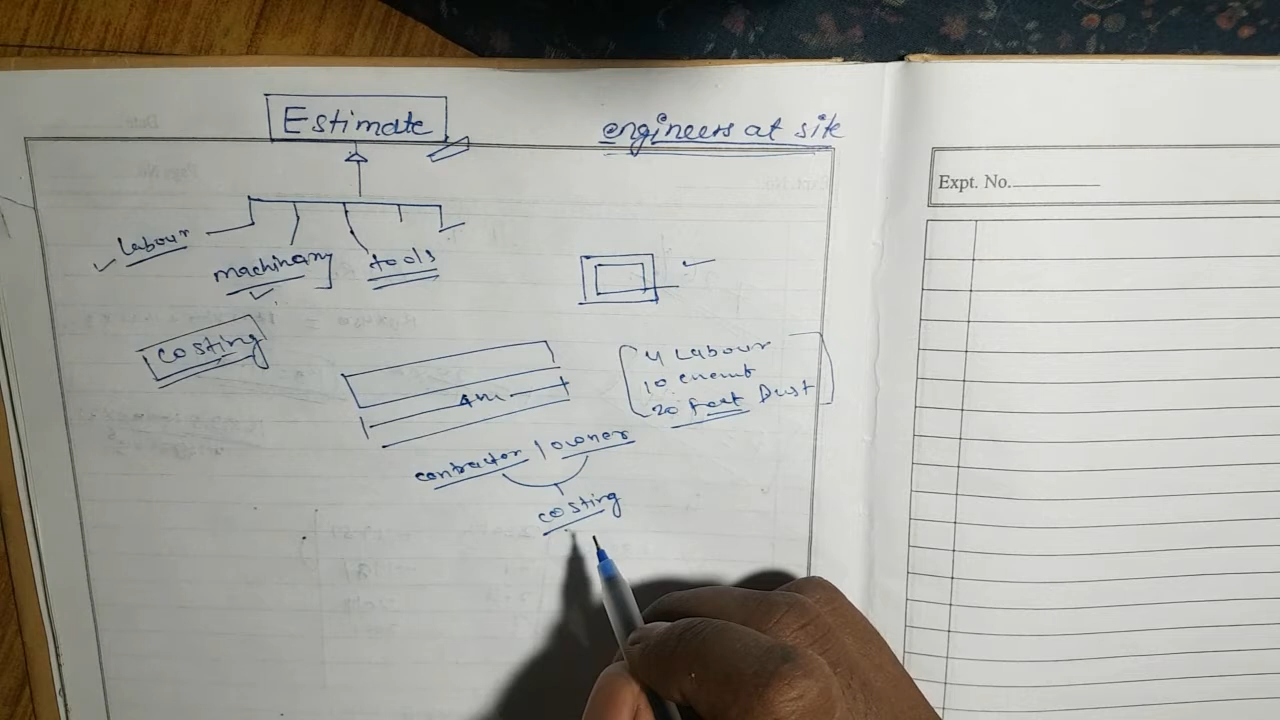 Estimate
engineers at site
Expt. No.
Labour
machinary
tools
costing
4m
4 Labour
10 cement
20 feet Dust
contractor / owner
costing